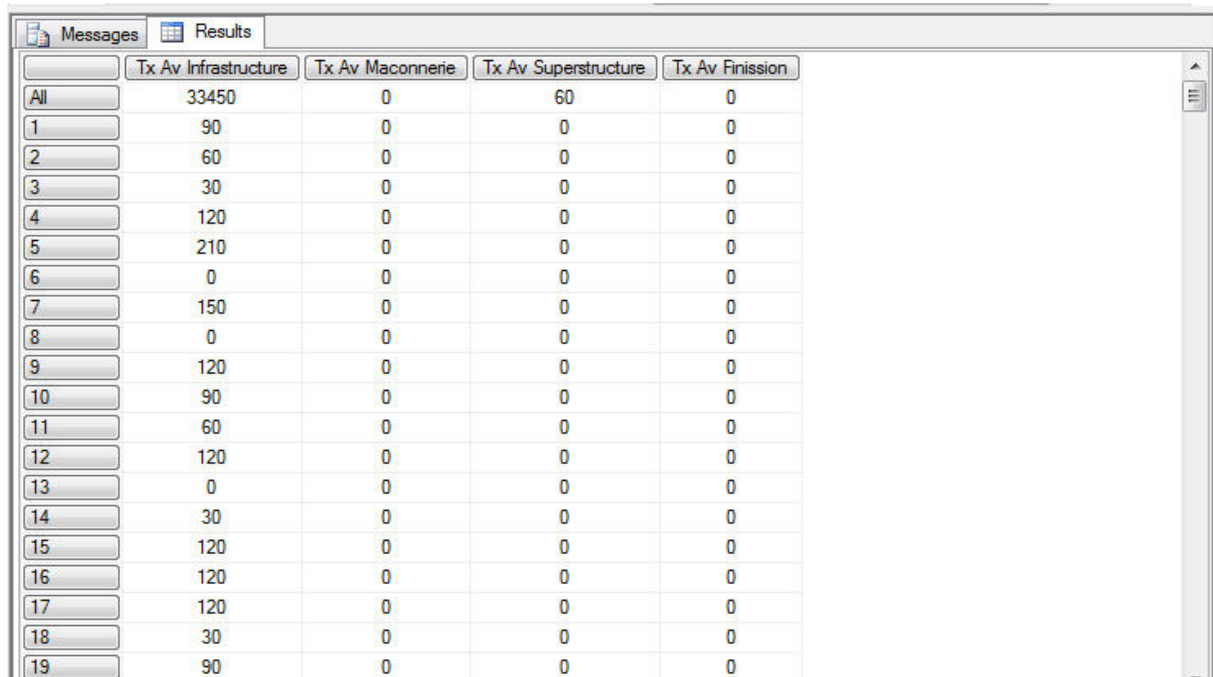 Messages Results
Tx Av Infrastructure Tx Av Maconnerie Tx Av Superstructure Tx Av Finission
All 33450 0 60 0
1 90 0 0 0
2 60 0 0 0
3 30 0 0 0
4 120 0 0 0
5 210 0 0 0
6 0 0 0 0
7 150 0 0 0
8 0 0 0 0
9 120 0 0 0
10 90 0 0 0
11 60 0 0 0
12 120 0 0 0
13 0 0 0 0
14 30 0 0 0
15 120 0 0 0
16 120 0 0 0
17 120 0 0 0
18 30 0 0 0
19 90 0 0 0